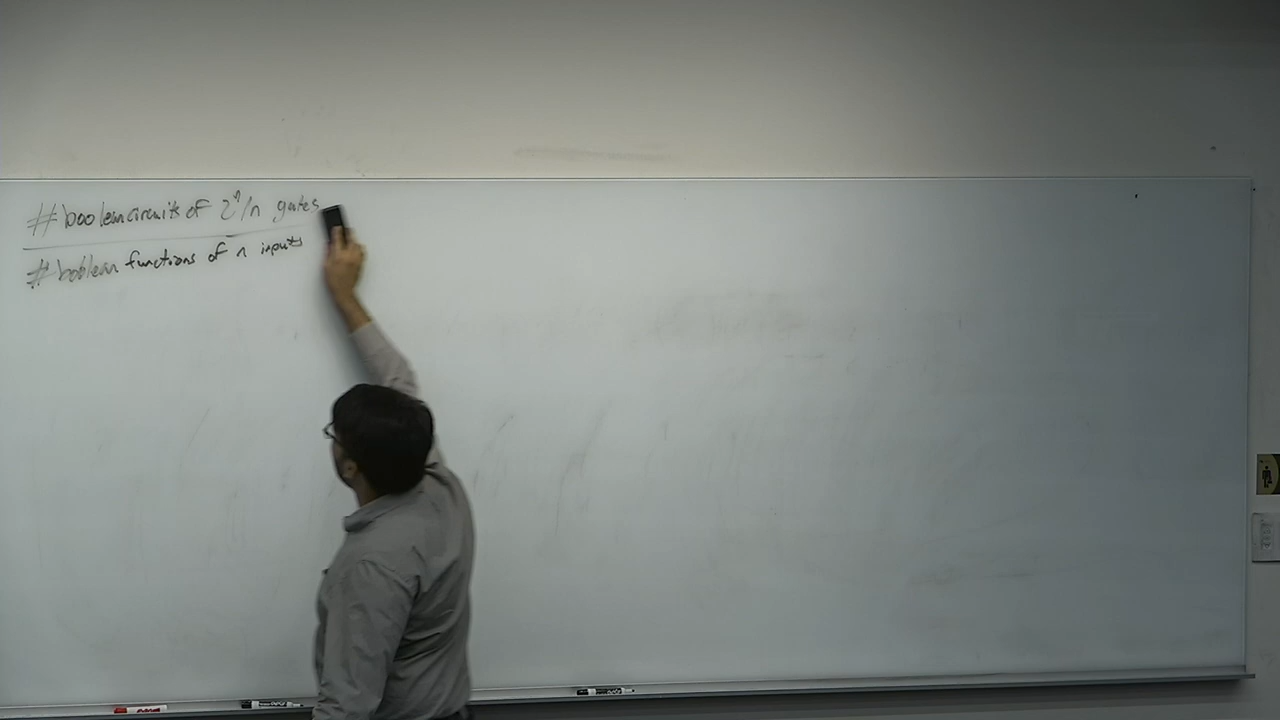 # boolean circuits of 2^n/n gates
# boolean functions of n inputs